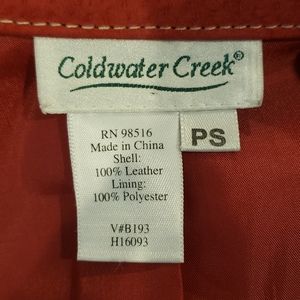 Coldwater Creek®
PS
RN 98516
Made in China
Shell:
100% Leather
Lining:
100% Polyester
V#B193
H16093